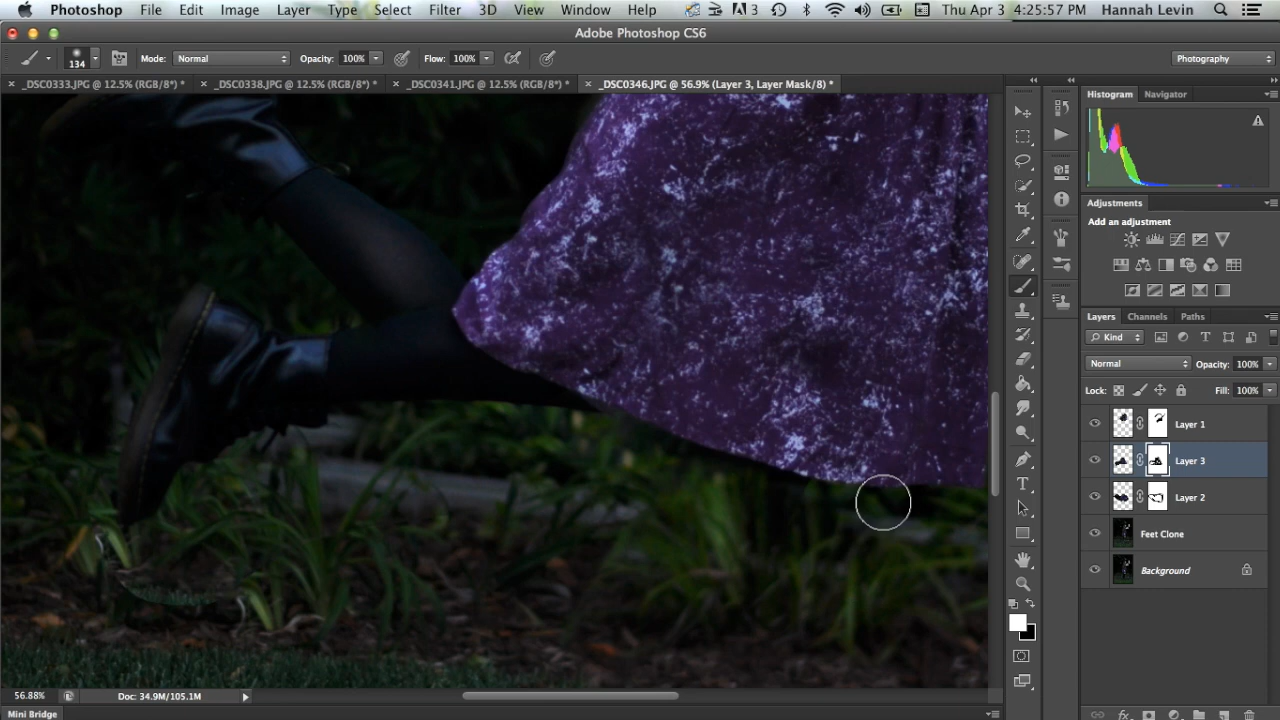 Photoshop File Edit Image Layer Type Select Filter 3D View Window Help 3 Thu Apr 3 4:25:57 PM Hannah Levin
Adobe Photoshop CS6
134 Mode: Normal Opacity: 100% Flow: 100% Photography
× _DSC0333.JPG @ 12.5% (RGB/8*) * × _DSC0338.JPG @ 12.5% (RGB/8*) * × _DSC0341.JPG @ 12.5% (RGB/8*) * × _DSC0346.JPG @ 56.9% (Layer 3, Layer Mask/8) *
Histogram Navigator
Adjustments
Add an adjustment
Layers Channels Paths
Kind
Normal Opacity: 100%
Lock: Fill: 100%
Layer 1
Layer 3
Layer 2
Feet Clone
Background
56.88% Doc: 34.9M/105.1M
Mini Bridge